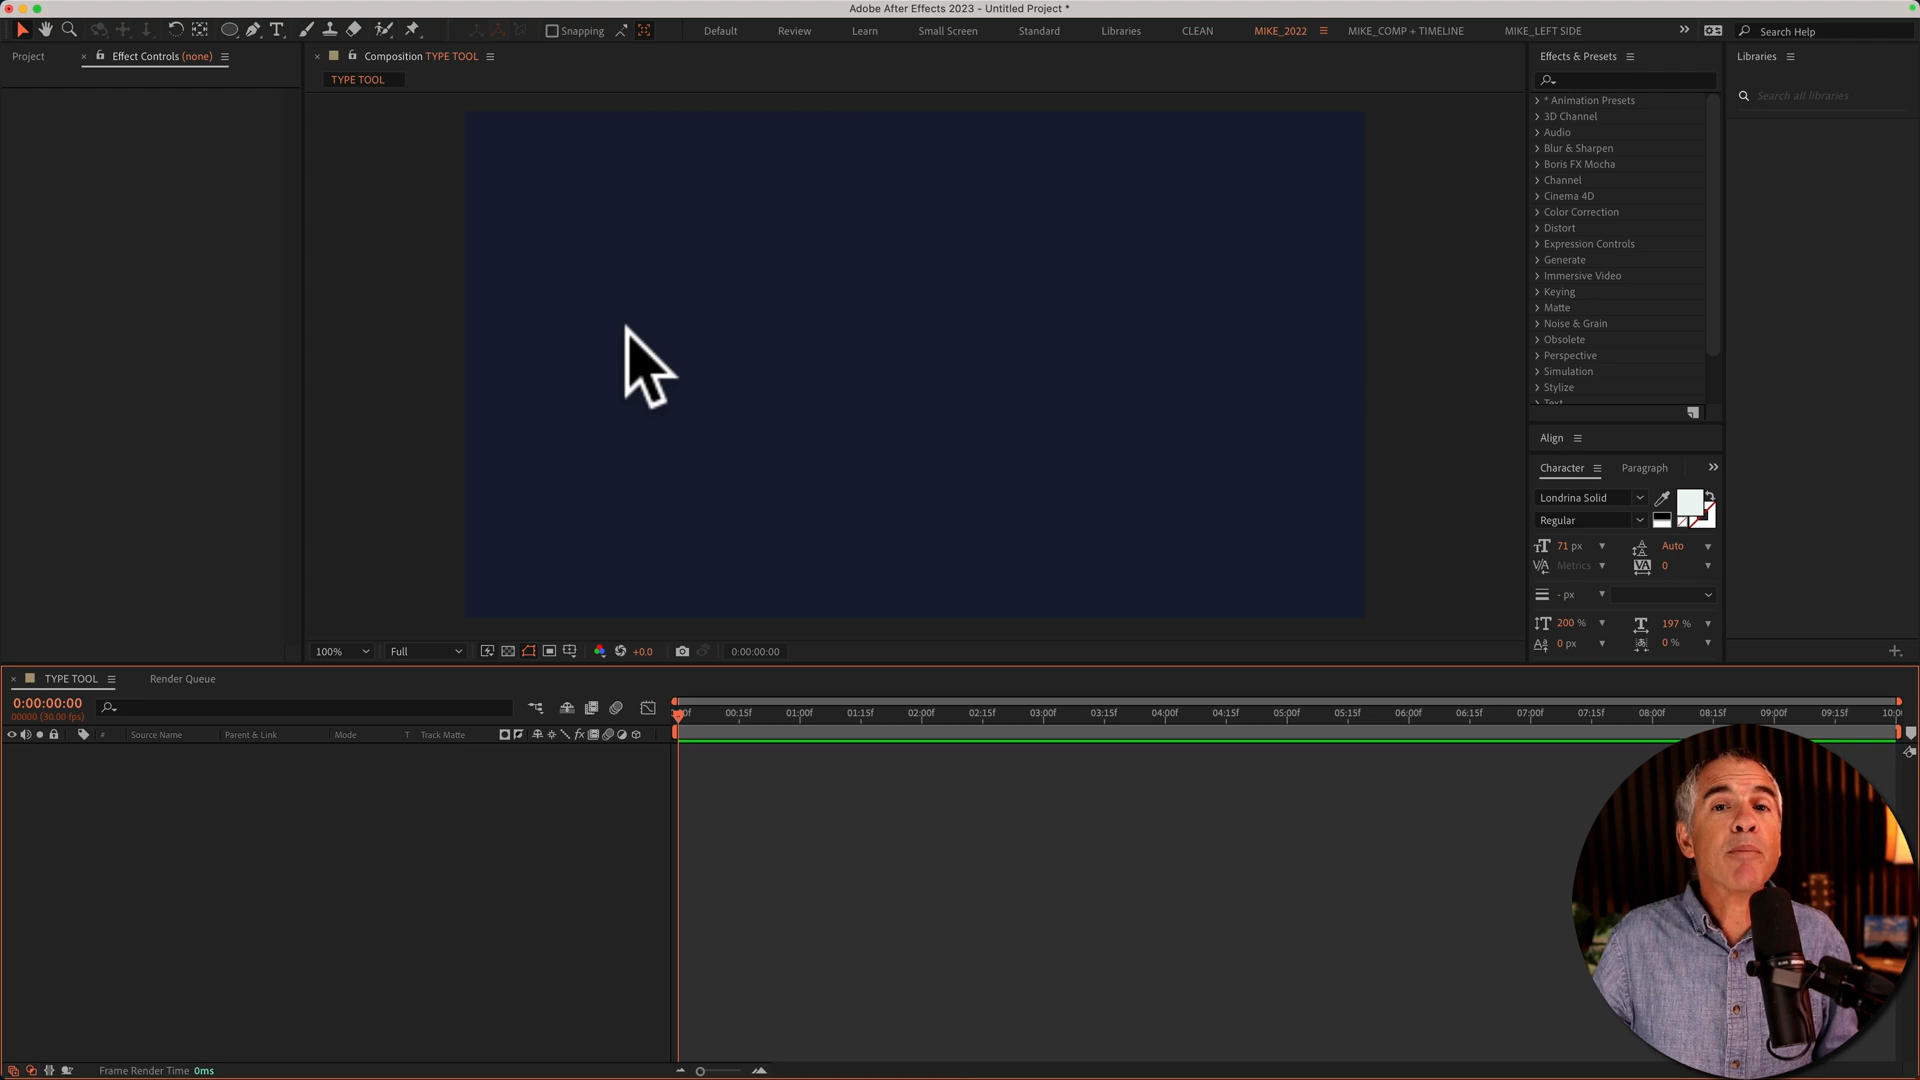 Adobe After Effects 2023 - Untitled Project *
Snapping
Default
Review
Learn
Small Screen
Standard
Libraries
CLEAN
MIKE_2022
MIKE_COMP + TIMELINE
MIKE_LEFT SIDE
Search Help
Project
Effect Controls (none)
Composition TYPE TOOL
TYPE TOOL
Effects & Presets
* Animation Presets
3D Channel
Audio
Blur & Sharpen
Boris FX Mocha
Channel
Cinema 4D
Color Correction
Distort
Expression Controls
Generate
Immersive Video
Keying
Matte
Noise & Grain
Obsolete
Perspective
Simulation
Stylize
Text
Libraries
Search all libraries
Align
Character
Paragraph
Londrina Solid
Regular
71 px
Auto
Metrics
0
- px
200 %
197 %
0 px
0 %
100%
Full
+0.0
0:00:00:00
TYPE TOOL
Render Queue
0:00:00:00
00000 (30.00 fps)
00:15f
01:00f
01:15f
02:00f
02:15f
03:00f
03:15f
04:00f
04:15f
05:00f
05:15f
06:00f
06:15f
07:00f
07:15f
08:00f
08:15f
09:00f
09:15f
#
Source Name
Parent & Link
Mode
T
Track Matte
Frame Render Time 0ms